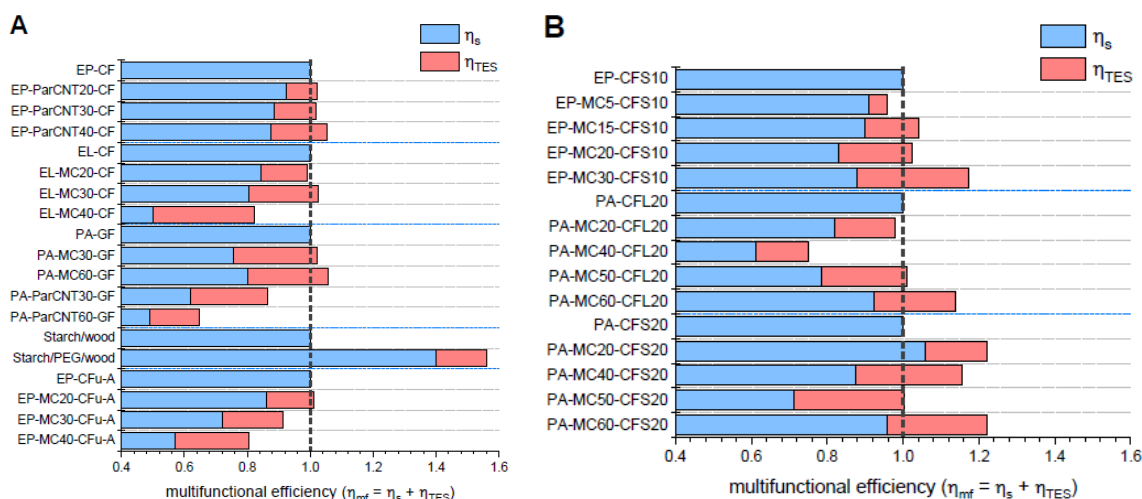 A
ηs
ηTES
EP-CF
EP-ParCNT20-CF
EP-ParCNT30-CF
EP-ParCNT40-CF
EL-CF
EL-MC20-CF
EL-MC30-CF
EL-MC40-CF
PA-GF
PA-MC30-GF
PA-MC60-GF
PA-ParCNT30-GF
PA-ParCNT60-GF
Starch/wood
Starch/PEG/wood
EP-CFu-A
EP-MC20-CFu-A
EP-MC30-CFu-A
EP-MC40-CFu-A
0.4 0.6 0.8 1.0 1.2 1.4 1.6
multifunctional efficiency (ηmf = ηs + ηTES)
B
ηs
ηTES
EP-CFS10
EP-MC5-CFS10
EP-MC15-CFS10
EP-MC20-CFS10
EP-MC30-CFS10
PA-CFL20
PA-MC20-CFL20
PA-MC40-CFL20
PA-MC50-CFL20
PA-MC60-CFL20
PA-CFS20
PA-MC20-CFS20
PA-MC40-CFS20
PA-MC50-CFS20
PA-MC60-CFS20
0.4 0.6 0.8 1.0 1.2 1.4 1.6
multifunctional efficiency (ηmf = ηs + ηTES)